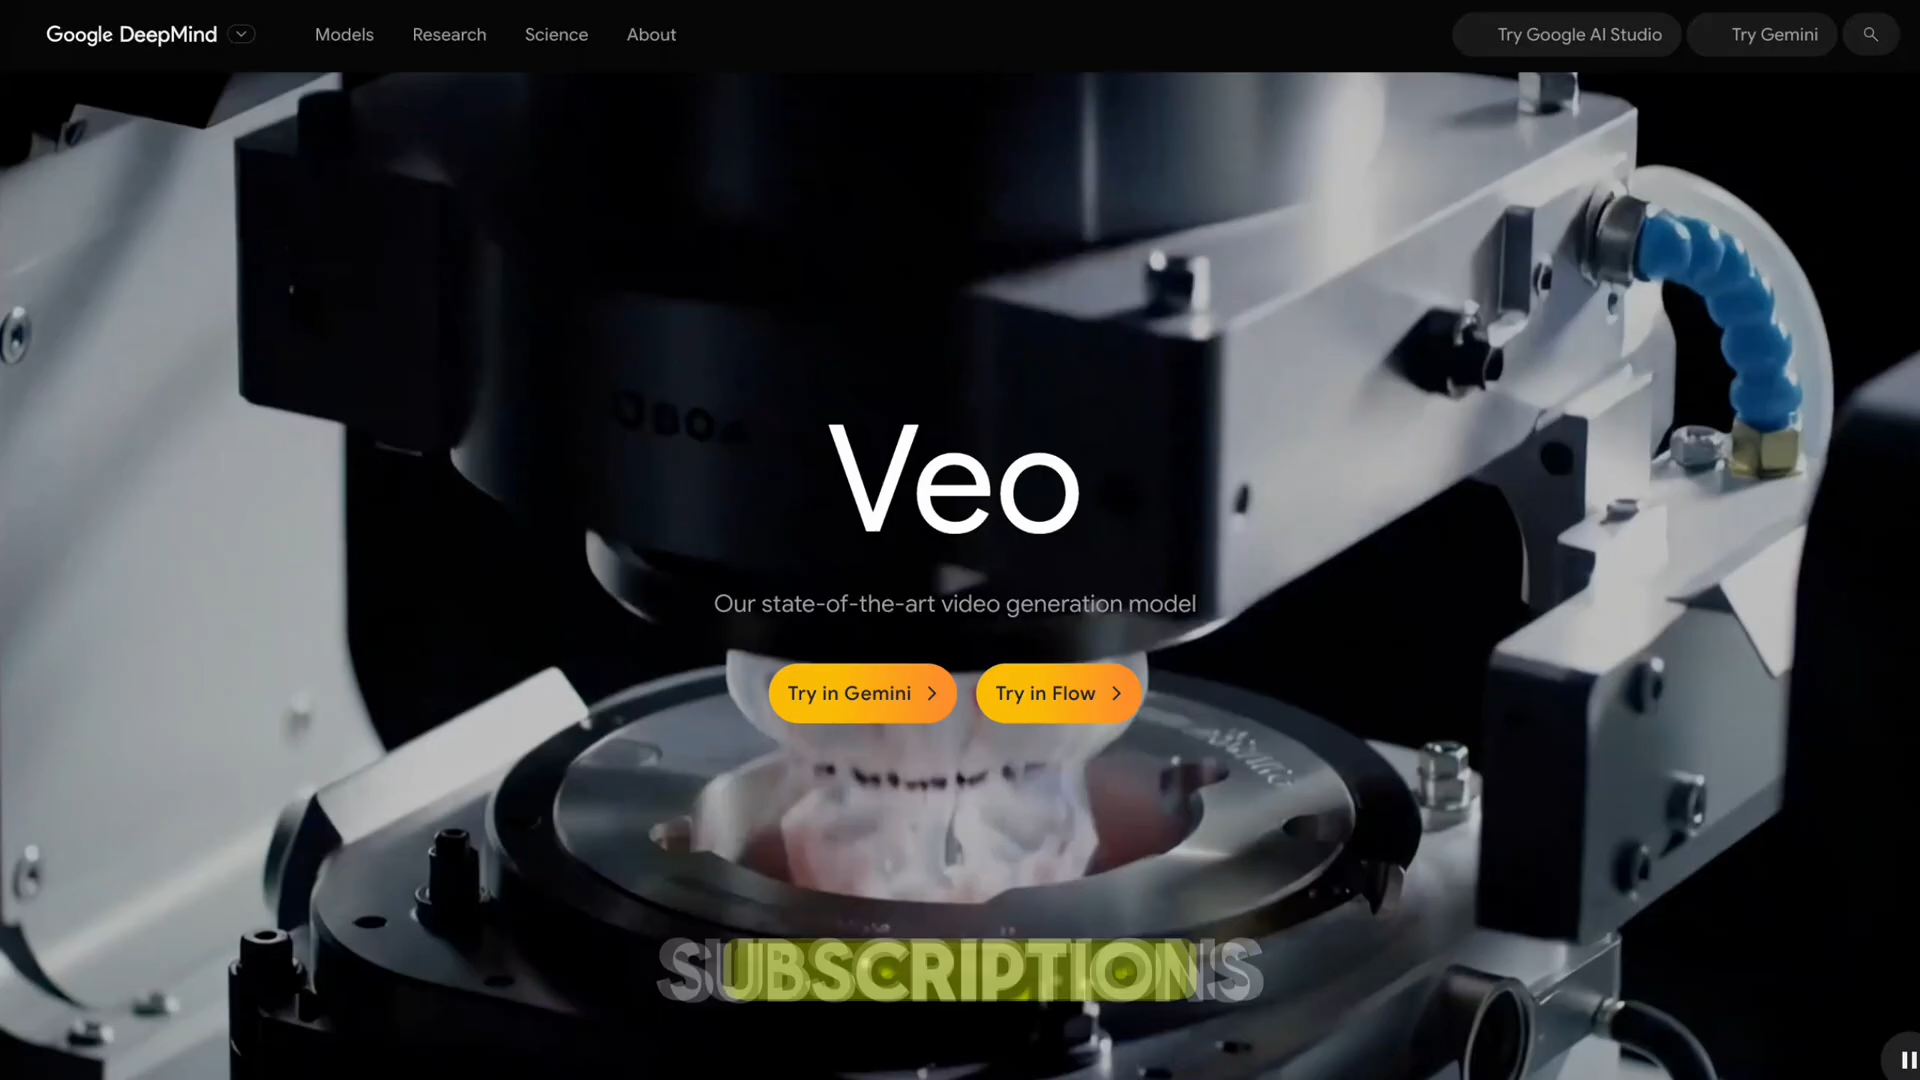 Google DeepMind
Models
Research
Science
About
Try Google AI Studio
Try Gemini
Veo
Our state-of-the-art video generation model
Try in Gemini
Try in Flow
SUBSCRIPTIONS